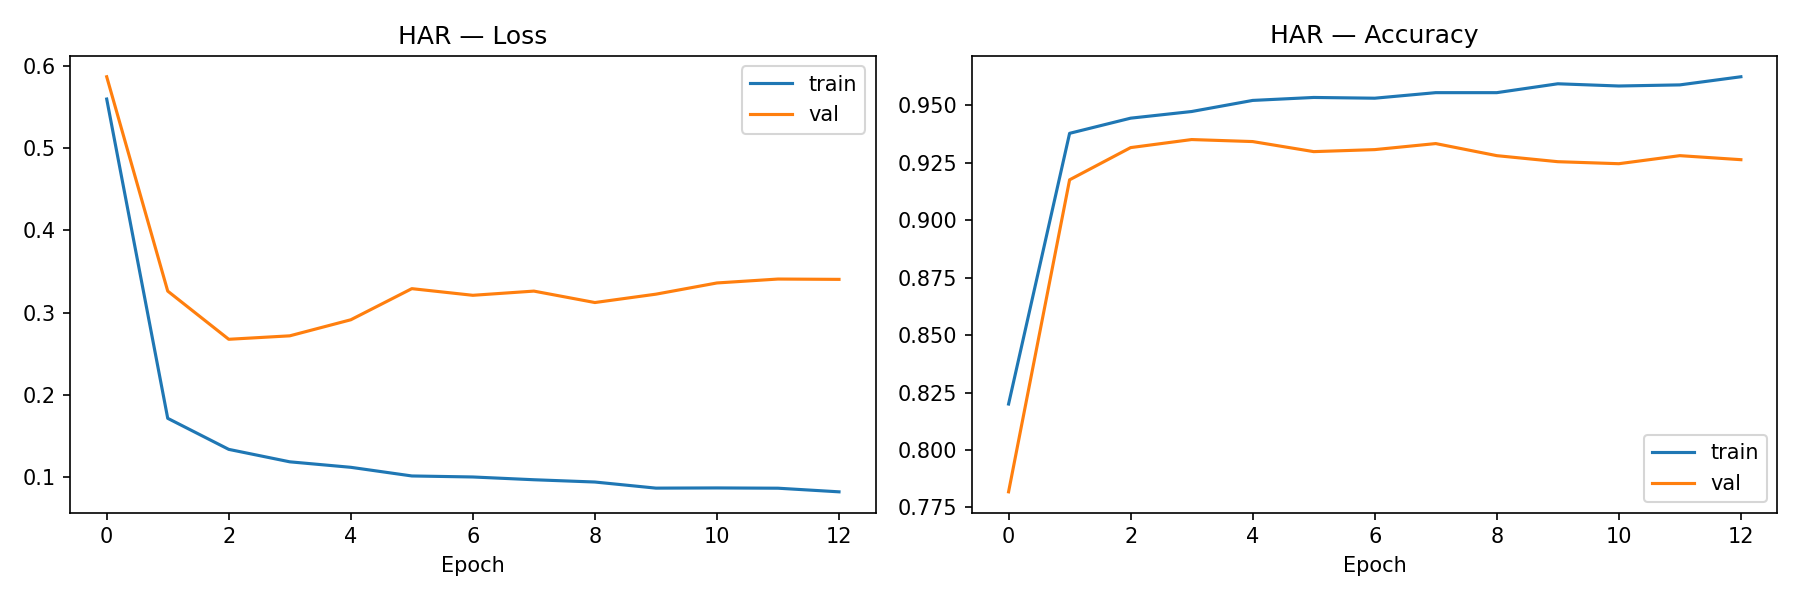 HAR — Loss
0.6
0.5
0.4
0.3
0.2
0.1
train
val
0 2 4 6 8 10 12
Epoch
HAR — Accuracy
0.950
0.925
0.900
0.875
0.850
0.825
0.800
0.775
train
val
0 2 4 6 8 10 12
Epoch